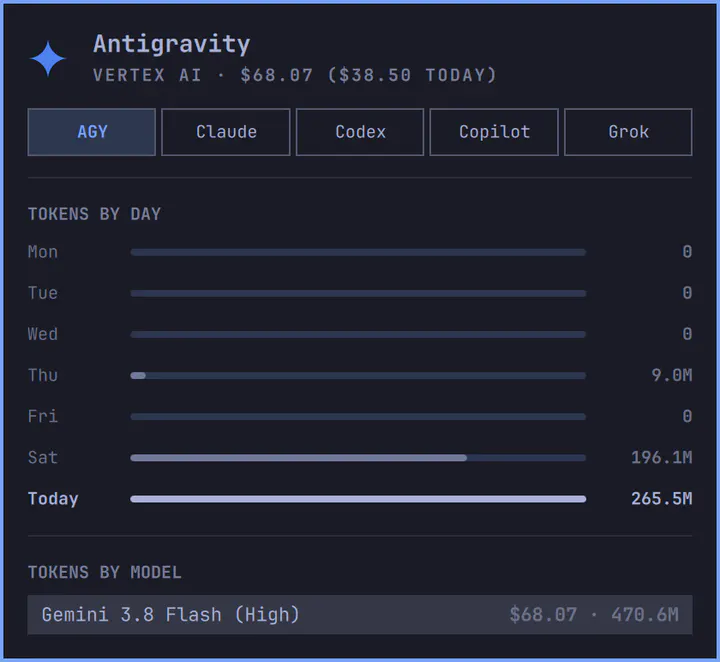 Antigravity
VERTEX AI · $68.07 ($38.50 TODAY)
AGY Claude Codex Copilot Grok
TOKENS BY DAY
Mon 0
Tue 0
Wed 0
Thu 9.0M
Fri 0
Sat 196.1M
Today 265.5M
TOKENS BY MODEL
Gemini 3.8 Flash (High) $68.07 · 470.6M